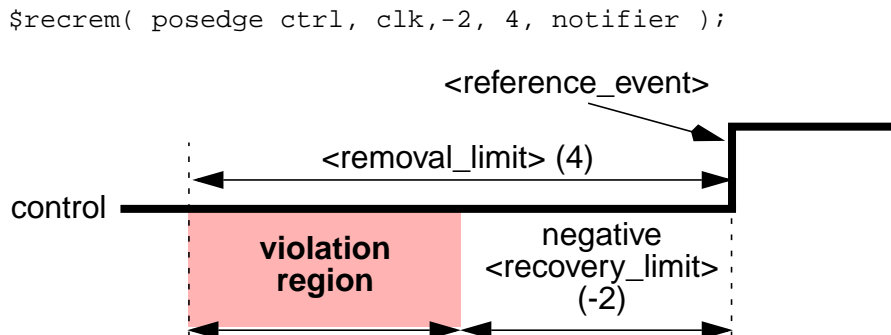 $recrem( posedge ctrl, clk,-2, 4, notifier );
<reference_event>
<removal_limit> (4)
control
violation
region
negative
<recovery_limit>
(-2)